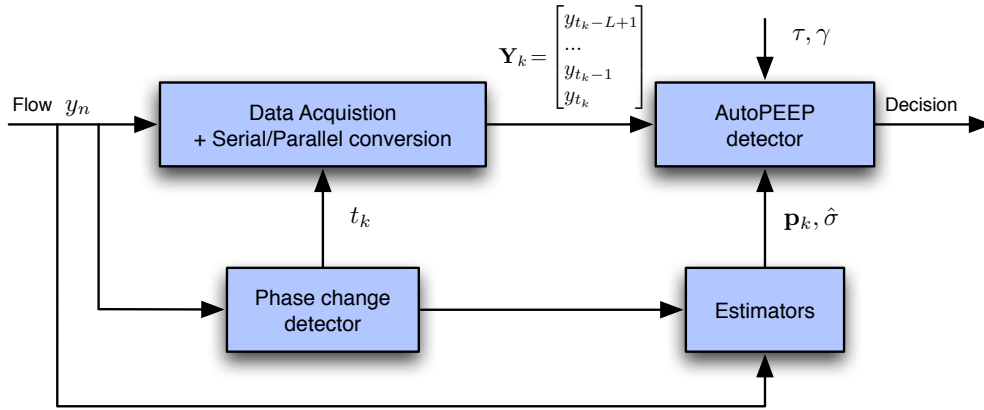 Flow y_n
Data Acquistion
+ Serial/Parallel conversion
Y_k = [y_{t_k-L+1}
...
y_{t_k-1}
y_{t_k}]
τ, γ
AutoPEEP
detector
Decision
t_k
p_k, σ̂
Phase change
detector
Estimators